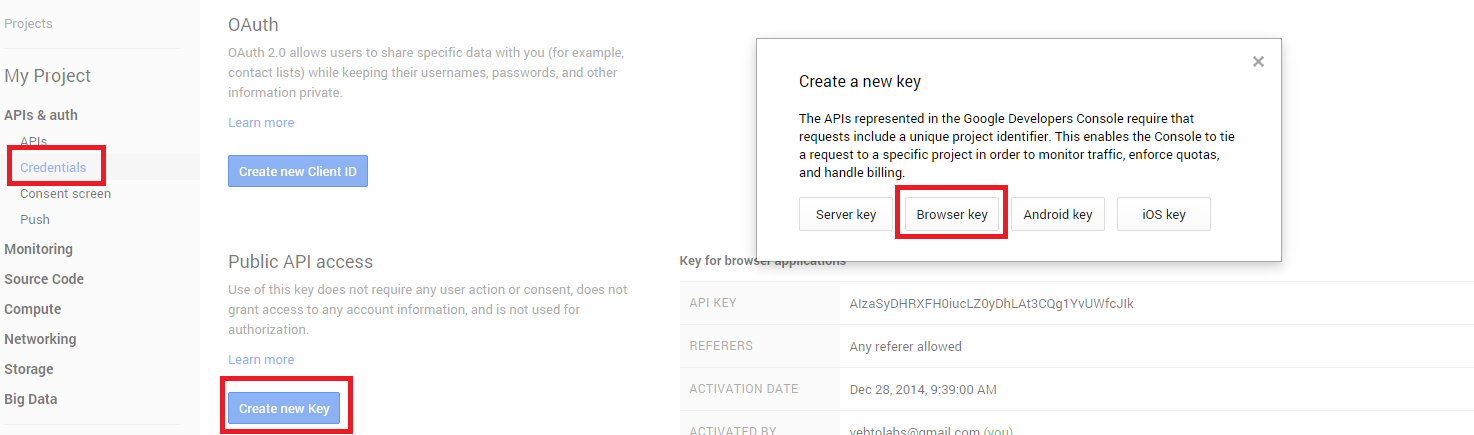 Projects
My Project
APIs & auth
APIs
Credentials
Consent screen
Push
Monitoring
Source Code
Compute
Networking
Storage
Big Data
OAuth
OAuth 2.0 allows users to share specific data with you (for example,
contact lists) while keeping their usernames, passwords, and other
information private.
Learn more
Create new Client ID
Public API access
Use of this key does not require any user action or consent, does not
grant access to any account information, and is not used for
authorization.
Learn more
Create new Key
×
Create a new key
The APIs represented in the Google Developers Console require that
requests include a unique project identifier. This enables the Console to tie
a request to a specific project in order to monitor traffic, enforce quotas,
and handle billing.
Server key Browser key Android key iOS key
Key for browser applications
API KEY AIzaSyDHRXFH0iucLZ0yDhLAt3CQg1YvUWfcJIk
REFERERS Any referer allowed
ACTIVATION DATE Dec 28, 2014, 9:39:00 AM
ACTIVATED BY vebtolabs@gmail.com (you)